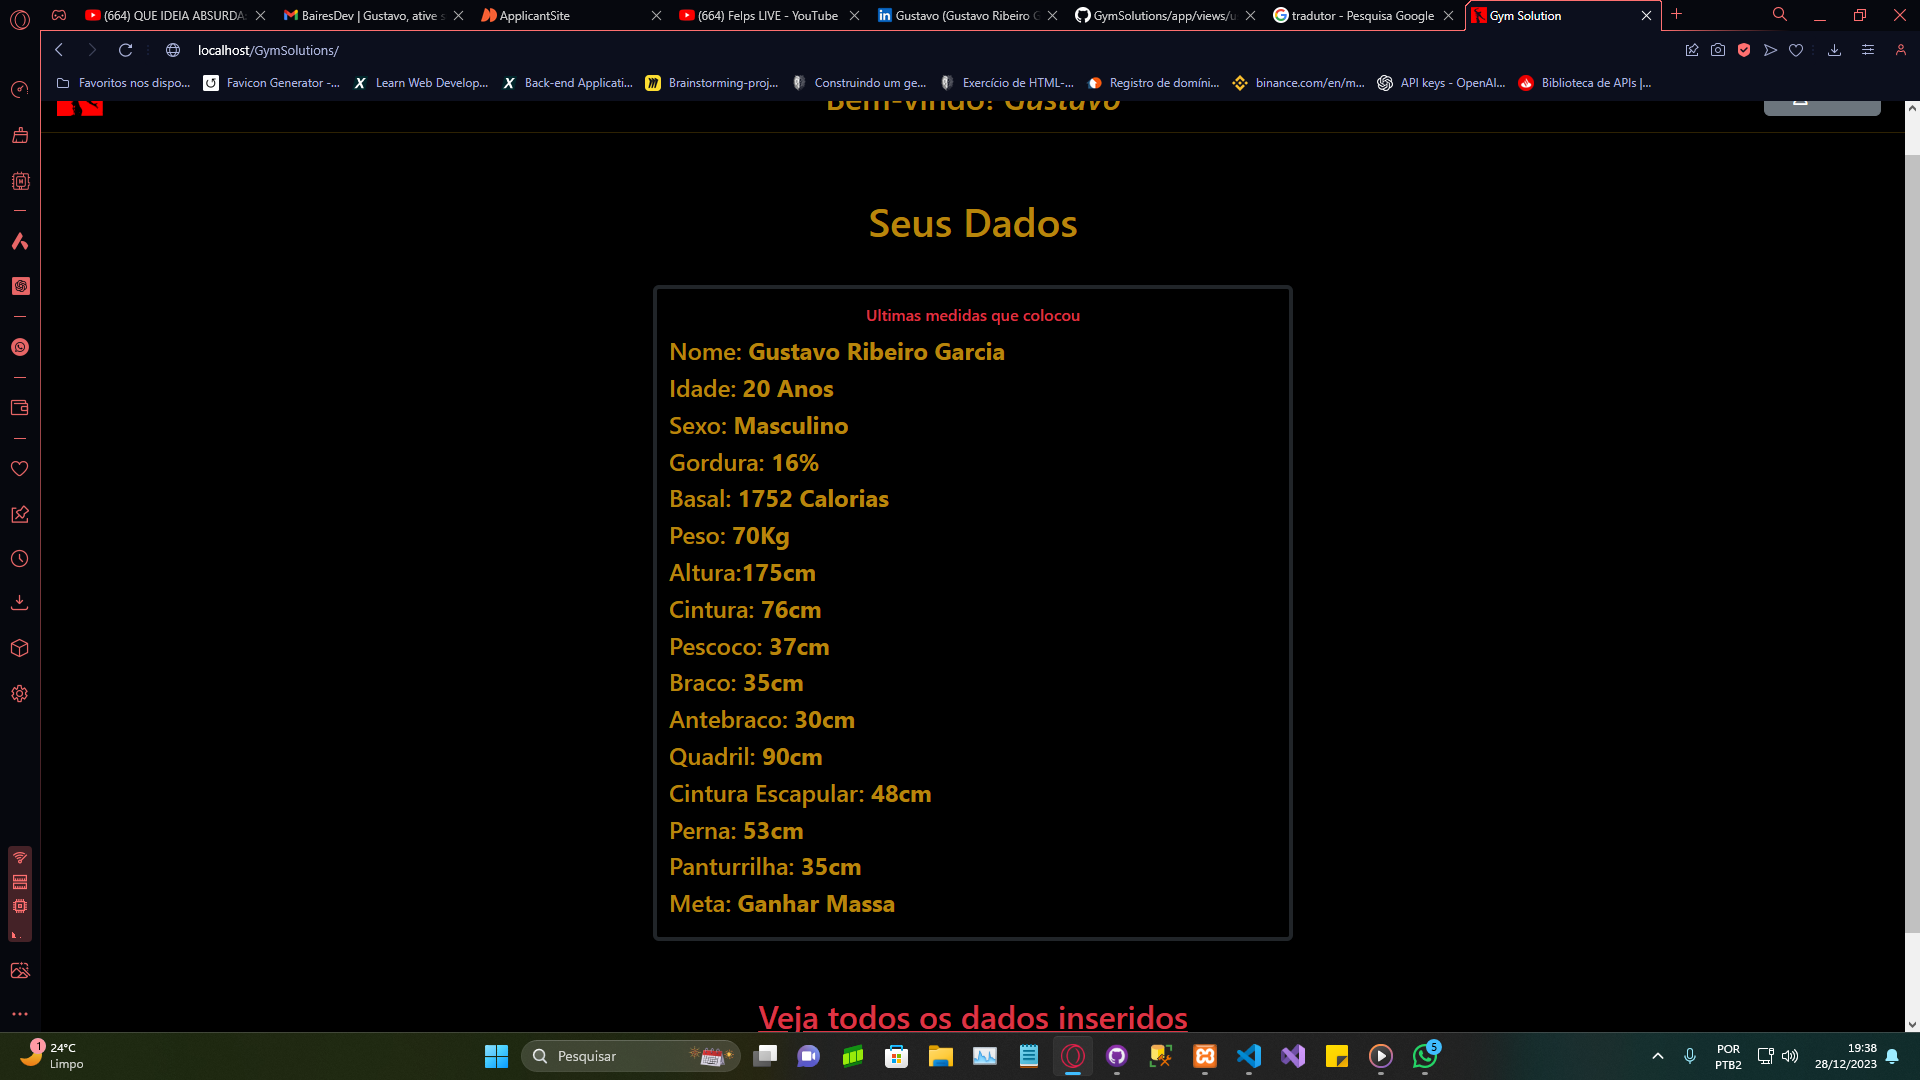 (664) QUE IDEIA ABSURDA
BairesDev | Gustavo, ative s
ApplicantSite
(664) Felps LIVE - YouTube
Gustavo (Gustavo Ribeiro G
GymSolutions/app/views/u
tradutor - Pesquisa Google
Gym Solution
localhost/GymSolutions/
Favoritos nos dispo...
Favicon Generator -...
Learn Web Develop...
Back-end Applicati...
Brainstorming-proj...
Construindo um ge...
Exercício de HTML-...
Registro de domíni...
binance.com/en/m...
API keys - OpenAI...
Biblioteca de APIs |...
Bem-vindo! Gustavo
Seus Dados
Ultimas medidas que colocou
Nome: Gustavo Ribeiro Garcia
Idade: 20 Anos
Sexo: Masculino
Gordura: 16%
Basal: 1752 Calorias
Peso: 70Kg
Altura:175cm
Cintura: 76cm
Pescoco: 37cm
Braco: 35cm
Antebraco: 30cm
Quadril: 90cm
Cintura Escapular: 48cm
Perna: 53cm
Panturrilha: 35cm
Meta: Ganhar Massa
Veja todos os dados inseridos
1
24°C
Limpo
Pesquisar
5
POR
PTB2
19:38
28/12/2023